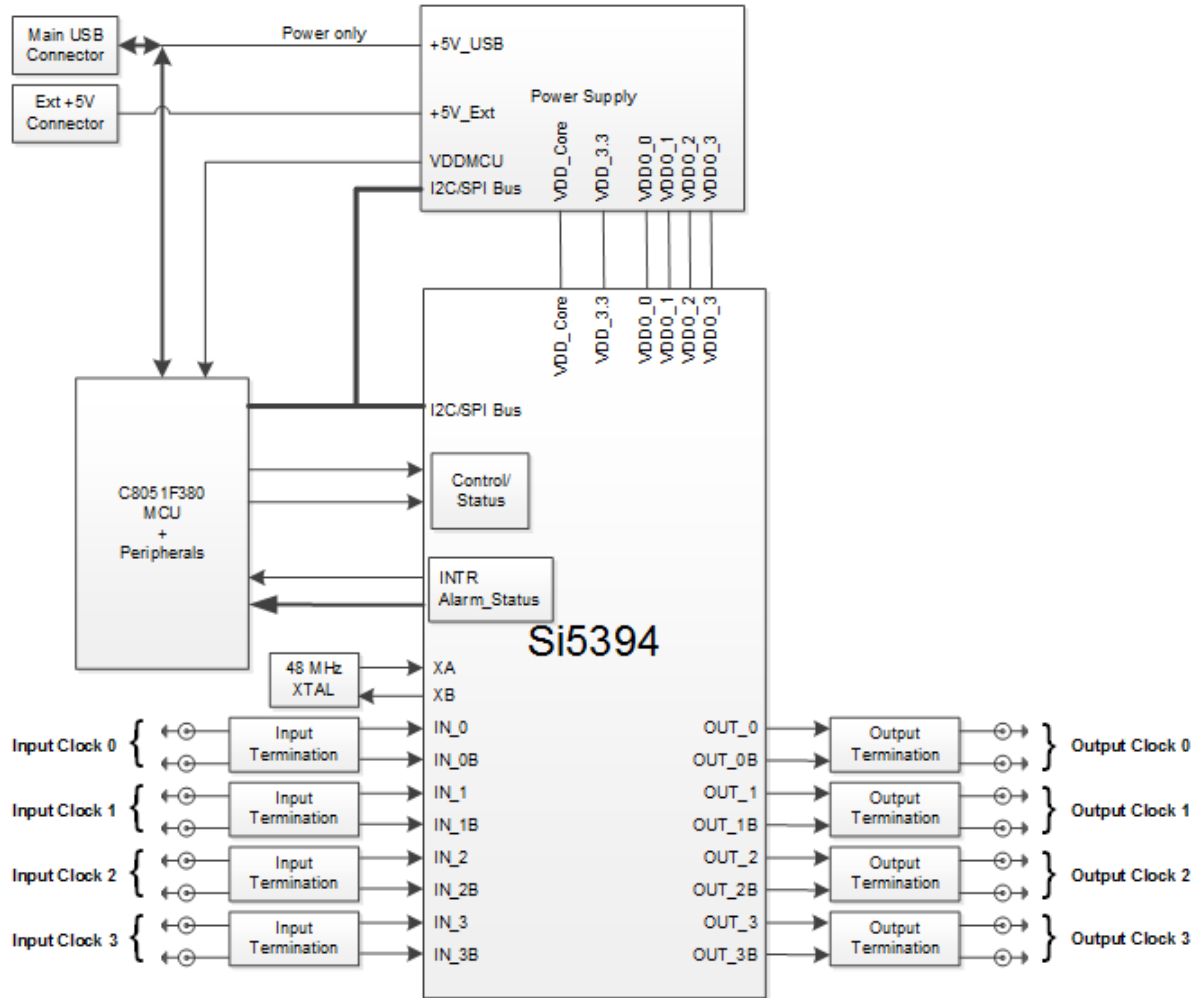 Main USB
Connector
Power only
+5V_USB
Ext +5V
Connector
Power Supply
+5V_Ext
VDDMCU
I2C/SPI Bus
VDD_Core
VDD_3.3
VDDO_0
VDDO_1
VDDO_2
VDDO_3
VDD_Core
VDD_3.3
VDDO_0
VDDO_1
VDDO_2
VDDO_3
I2C/SPI Bus
C8051F380
MCU
+
Peripherals
Control/
Status
INTR
Alarm_Status
Si5394
48 MHz
XTAL
XA
XB
Input Clock 0 {
Input
Termination
IN_0
IN_0B
OUT_0
OUT_0B
Output
Termination
} Output Clock 0
Input Clock 1 {
Input
Termination
IN_1
IN_1B
OUT_1
OUT_1B
Output
Termination
} Output Clock 1
Input Clock 2 {
Input
Termination
IN_2
IN_2B
OUT_2
OUT_2B
Output
Termination
} Output Clock 2
Input Clock 3 {
Input
Termination
IN_3
IN_3B
OUT_3
OUT_3B
Output
Termination
} Output Clock 3